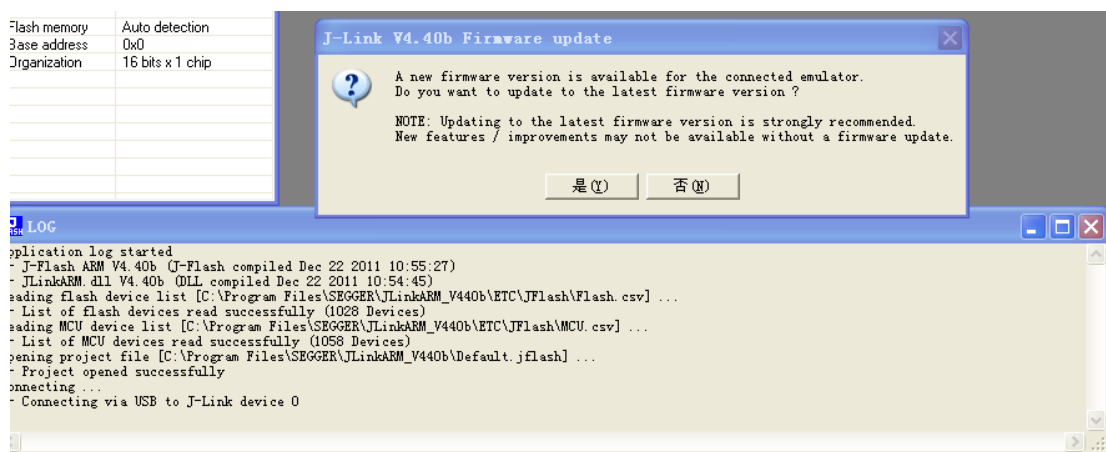 Flash memory Auto detection
Base address 0x0
Organization 16 bits x 1 chip
J-Link V4.40b Firmware update
A new firmware version is available for the connected emulator.
Do you want to update to the latest firmware version ?
NOTE: Updating to the latest firmware version is strongly recommended.
New features / improvements may not be available without a firmware update.
是(Y) 否(N)
LOG
pplication log started
- J-Flash ARM V4.40b (J-Flash compiled Dec 22 2011 10:55:27)
- JLinkARM.dll V4.40b (DLL compiled Dec 22 2011 10:54:45)
eading flash device list [C:\Program Files\SEGGER\JLinkARM_V440b\ETC\JFlash\Flash.csv] ...
- List of flash devices read successfully (1028 Devices)
eading MCU device list [C:\Program Files\SEGGER\JLinkARM_V440b\ETC\JFlash\MCU.csv] ...
- List of MCU devices read successfully (1058 Devices)
pening project file [C:\Program Files\SEGGER\JLinkARM_V440b\Default.jflash] ...
- Project opened successfully
onnecting ...
- Connecting via USB to J-Link device 0